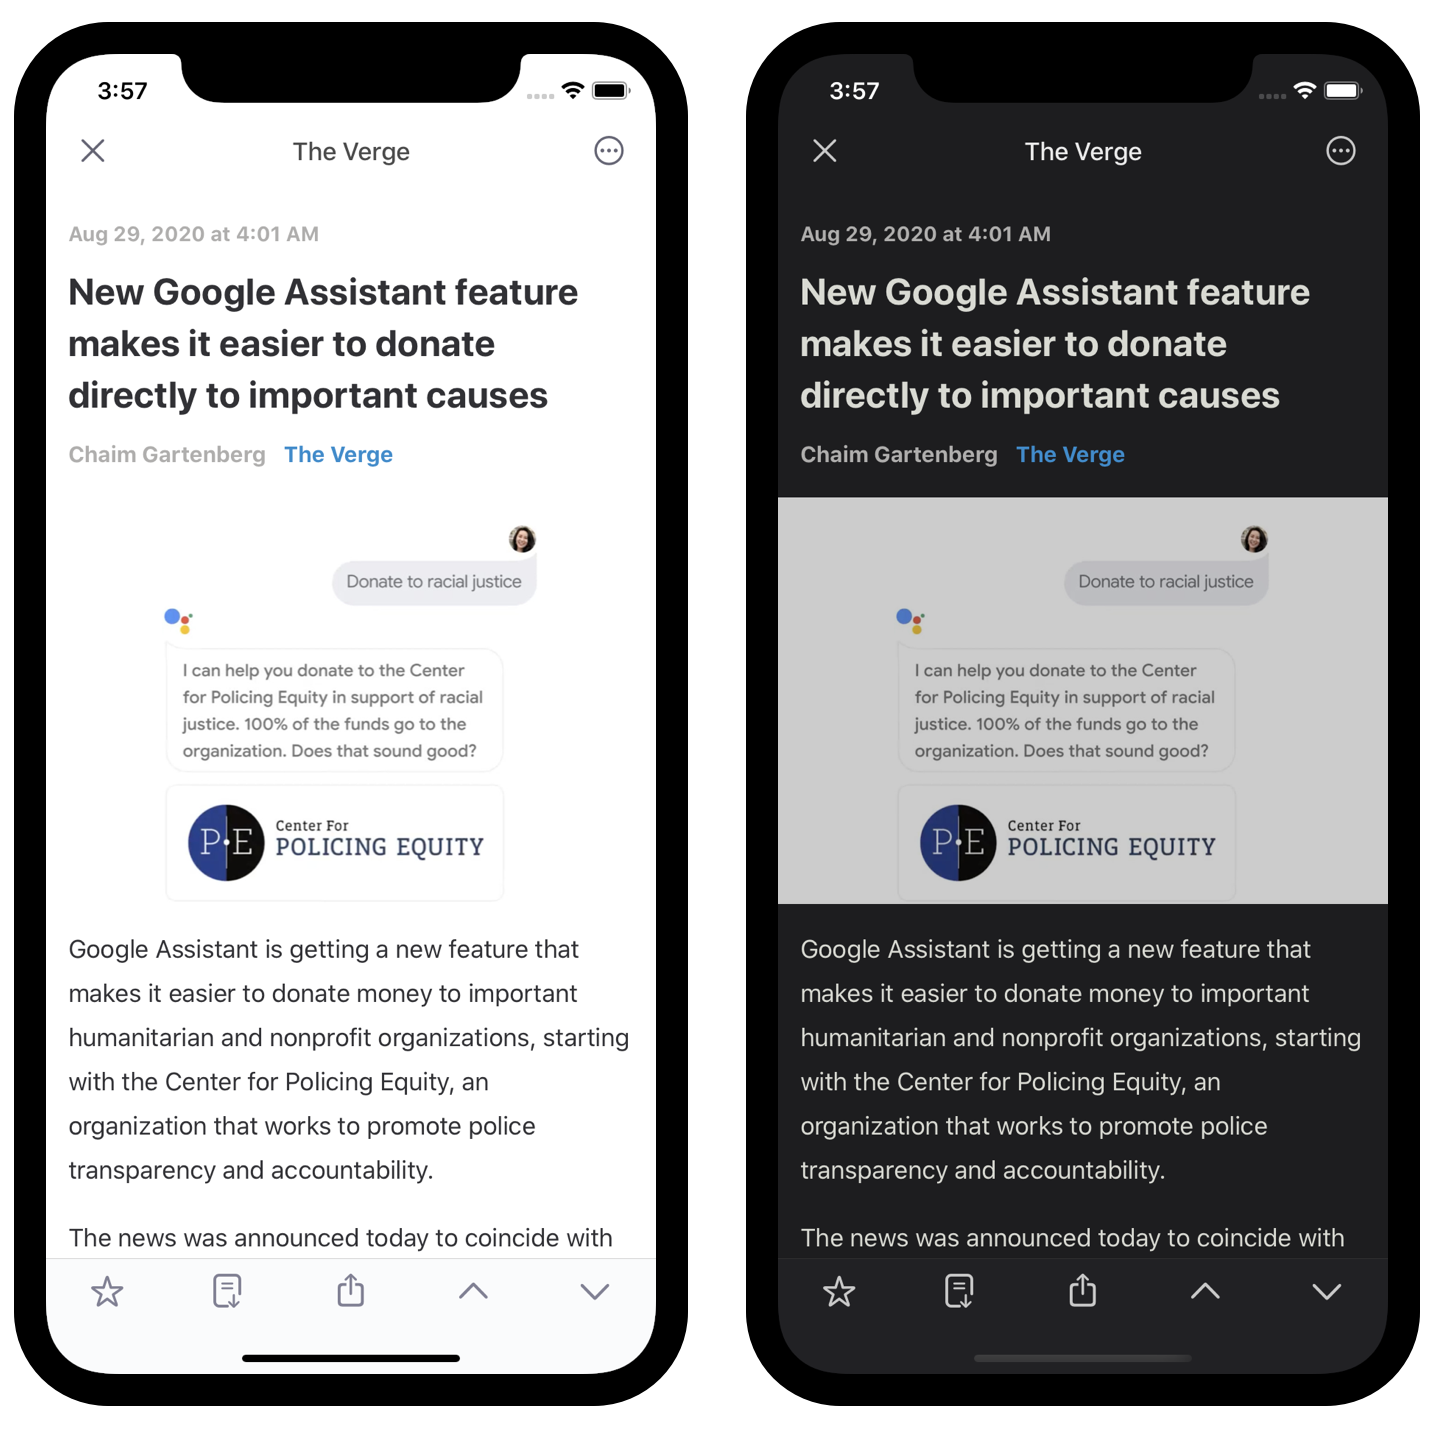 3:57
The Verge
Aug 29, 2020 at 4:01 AM
New Google Assistant feature
makes it easier to donate
directly to important causes
Chaim Gartenberg The Verge
Donate to racial justice
I can help you donate to the Center
for Policing Equity in support of racial
justice. 100% of the funds go to the
organization. Does that sound good?
P E
Center For
POLICING EQUITY
Google Assistant is getting a new feature that
makes it easier to donate money to important
humanitarian and nonprofit organizations, starting
with the Center for Policing Equity, an
organization that works to promote police
transparency and accountability.
The news was announced today to coincide with
3:57
The Verge
Aug 29, 2020 at 4:01 AM
New Google Assistant feature
makes it easier to donate
directly to important causes
Chaim Gartenberg The Verge
Donate to racial justice
I can help you donate to the Center
for Policing Equity in support of racial
justice. 100% of the funds go to the
organization. Does that sound good?
P E
Center For
POLICING EQUITY
Google Assistant is getting a new feature that
makes it easier to donate money to important
humanitarian and nonprofit organizations, starting
with the Center for Policing Equity, an
organization that works to promote police
transparency and accountability.
The news was announced today to coincide with